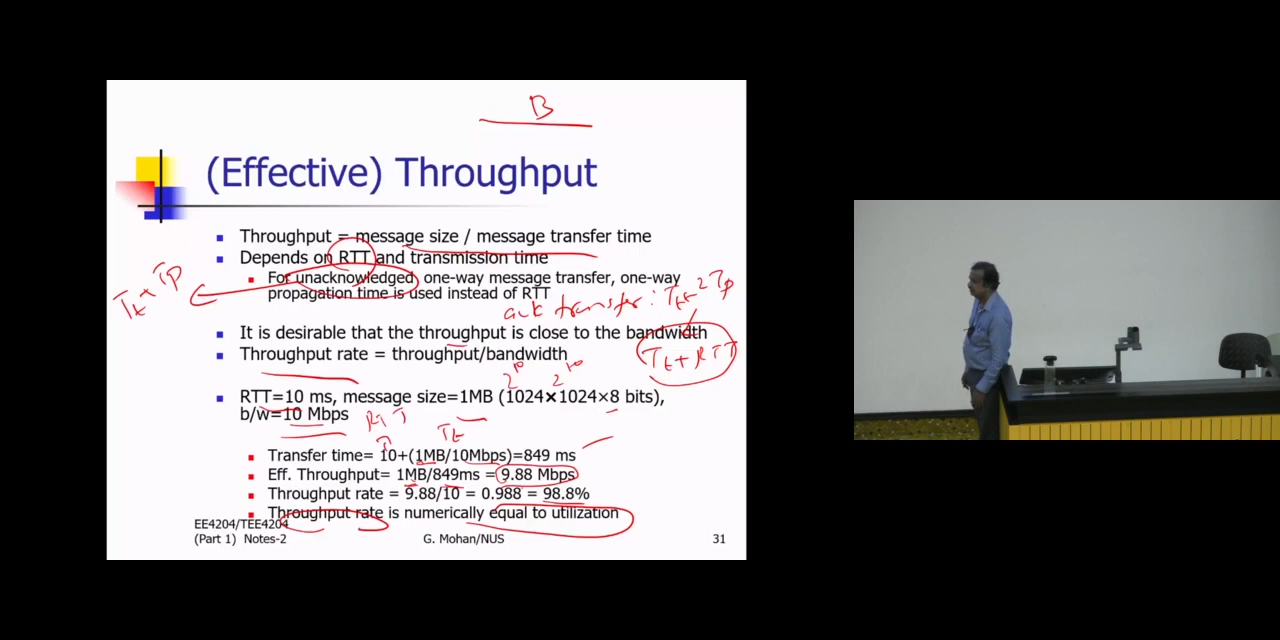 B
(Effective) Throughput
Throughput = message size / message transfer time
Depends on RTT and transmission time
For unacknowledged one-way message transfer, one-way
propagation time is used instead of RTT
Tt + Tp
ack transfer: Tt + 2Tp
It is desirable that the throughput is close to the bandwidth
Throughput rate = throughput/bandwidth
Tt + RTT
2^10 2^10
RTT=10 ms, message size=1MB (1024×1024×8 bits),
b/w=10 Mbps
RTT
Tt
Transfer time= 10+(1MB/10Mbps)=849 ms
Eff. Throughput= 1MB/849ms = 9.88 Mbps
Throughput rate = 9.88/10 = 0.988 = 98.8%
Throughput rate is numerically equal to utilization
EE4204/TEE4204
(Part 1) Notes-2
G. Mohan/NUS
31